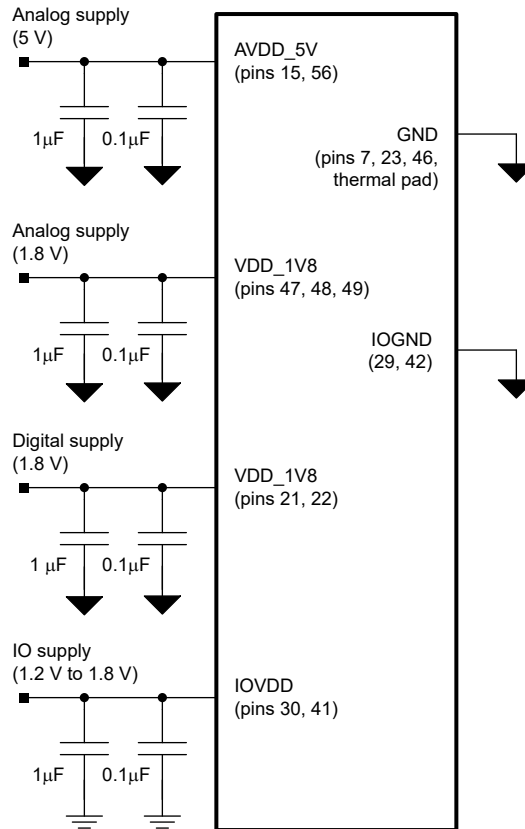 Analog supply
(5 V)
AVDD_5V
(pins 15, 56)
1μF
0.1μF
GND
(pins 7, 23, 46,
thermal pad)
Analog supply
(1.8 V)
VDD_1V8
(pins 47, 48, 49)
1μF
0.1μF
IOGND
(29, 42)
Digital supply
(1.8 V)
VDD_1V8
(pins 21, 22)
1 μF
0.1μF
IO supply
(1.2 V to 1.8 V)
IOVDD
(pins 30, 41)
1μF
0.1μF